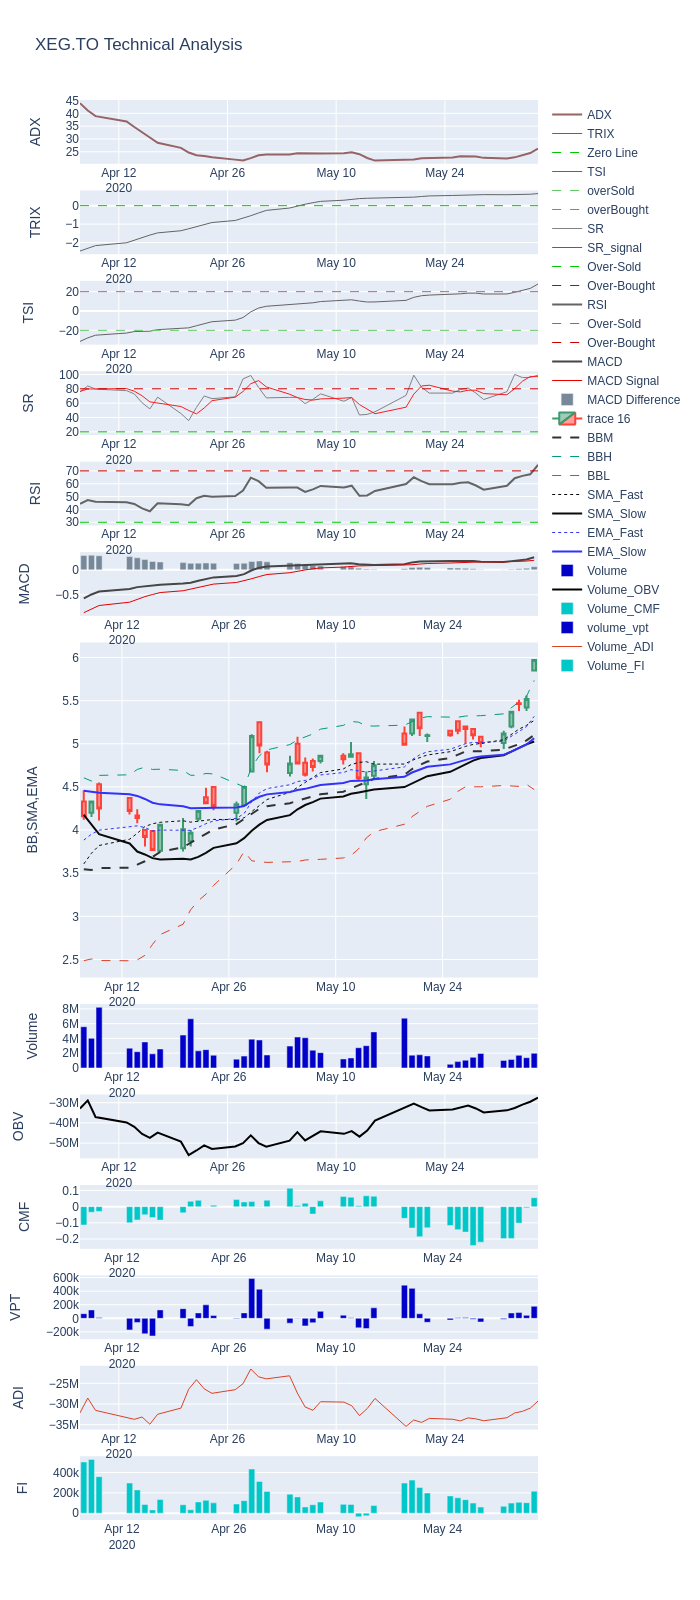 XEG.TO Technical Analysis
ADX
45
40
35
30
25
Apr 12
2020
Apr 26
May 10
May 24
TRIX
0
−1
−2
Apr 12
2020
Apr 26
May 10
May 24
TSI
20
0
−20
Apr 12
2020
Apr 26
May 10
May 24
SR
100
80
60
40
20
Apr 12
2020
Apr 26
May 10
May 24
RSI
70
60
50
40
30
Apr 12
2020
Apr 26
May 10
May 24
MACD
0
−0.5
Apr 12
2020
Apr 26
May 10
May 24
BB,SMA,EMA
6
5.5
5
4.5
4
3.5
3
2.5
Apr 12
2020
Apr 26
May 10
May 24
Volume
8M
6M
4M
2M
0
Apr 12
2020
Apr 26
May 10
May 24
OBV
−30M
−40M
−50M
Apr 12
2020
Apr 26
May 10
May 24
CMF
0.1
0
−0.1
−0.2
Apr 12
2020
Apr 26
May 10
May 24
VPT
600k
400k
200k
0
−200k
Apr 12
2020
Apr 26
May 10
May 24
ADI
−25M
−30M
−35M
Apr 12
2020
Apr 26
May 10
May 24
FI
400k
200k
0
Apr 12
2020
Apr 26
May 10
May 24
ADX
TRIX
Zero Line
TSI
overSold
overBought
SR
SR_signal
Over-Sold
Over-Bought
RSI
Over-Sold
Over-Bought
MACD
MACD Signal
MACD Difference
trace 16
BBM
BBH
BBL
SMA_Fast
SMA_Slow
EMA_Fast
EMA_Slow
Volume
Volume_OBV
Volume_CMF
volume_vpt
Volume_ADI
Volume_FI